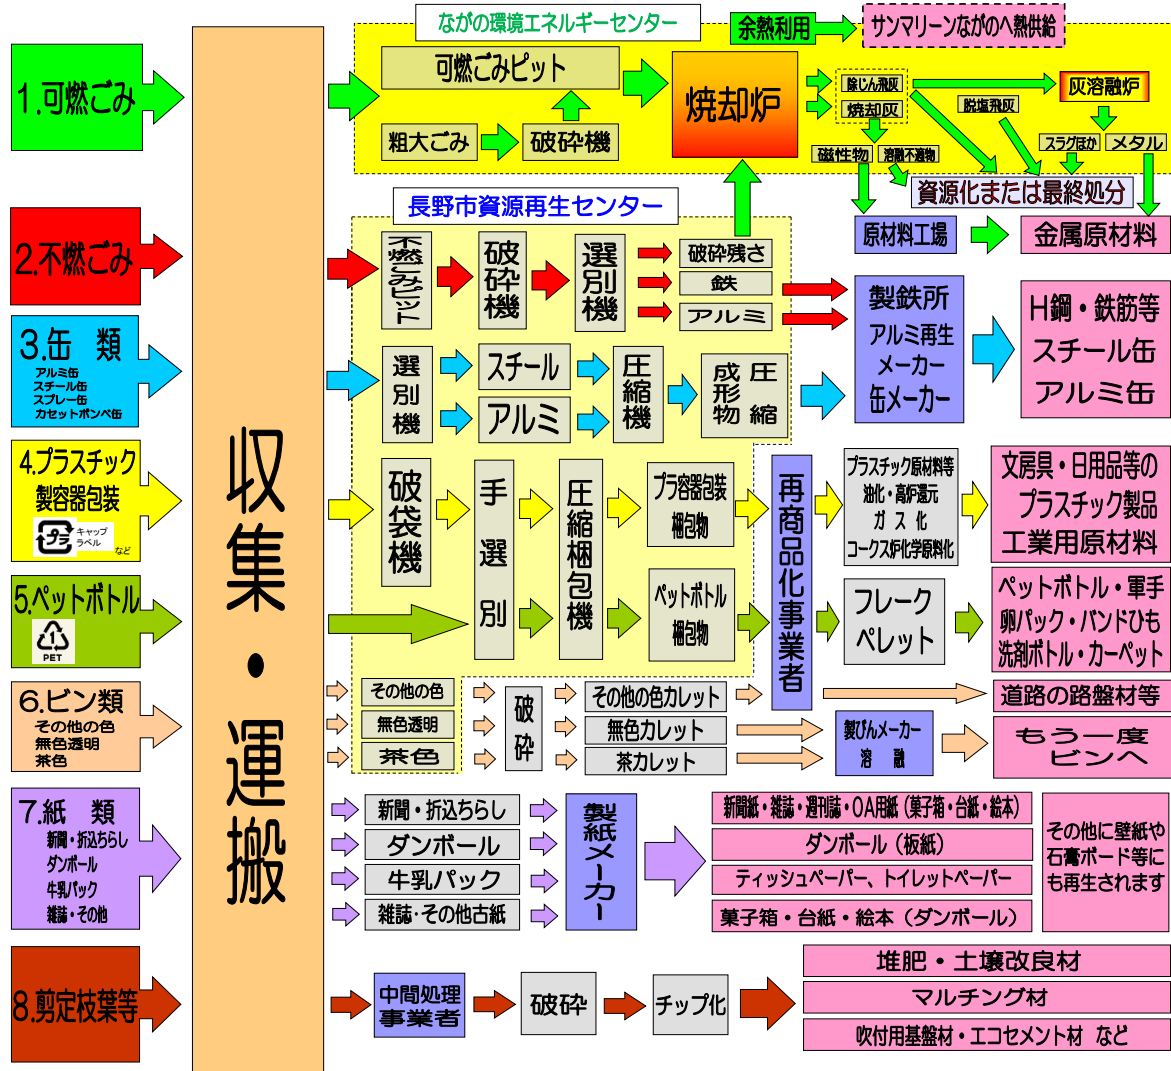 ながの環境エネルギーセンター
余熱利用
サンマリーンながのへ熱供給
1.可燃ごみ
可燃ごみピット
粗大ごみ
破砕機
焼却炉
除じん飛灰
焼却灰
脱塩飛灰
灰溶融炉
磁性物
溶融不適物
スラグほか
メタル
資源化または最終処分
原材料工場
金属原材料
長野市資源再生センター
2.不燃ごみ
不燃ごみピット
破砕機
選別機
破砕残さ
鉄
アルミ
製鉄所
アルミ再生
メーカー
缶メーカー
H鋼・鉄筋等
スチール缶
アルミ缶
3.缶 類
アルミ缶
スチール缶
スプレー缶
カセットボンベ缶
選別機
スチール
アルミ
圧縮機
圧縮
成形物
収集・運搬
4.プラスチック
製容器包装
プラ
キャップ
ラベル
など
破袋機
手選別
圧縮梱包機
プラ容器包装
梱包物
再商品化事業者
プラスチック原材料等
油化・高炉還元
ガス化
コークス炉化学原料化
文房具・日用品等の
プラスチック製品
工業用原材料
5.ペットボトル
1
PET
ペットボトル
梱包物
フレーク
ペレット
ペットボトル・軍手
卵パック・バンドひも
洗剤ボトル・カーペット
6.ビン類
その他の色
無色透明
茶色
その他の色
無色透明
茶色
破砕
その他の色カレット
無色カレット
茶カレット
製びんメーカー
溶 融
道路の路盤材等
もう一度
ビンへ
7.紙 類
新聞・折込ちらし
ダンボール
牛乳パック
雑誌・その他
新聞・折込ちらし
ダンボール
牛乳パック
雑誌・その他古紙
製紙メーカー
新聞紙・雑誌・週刊誌・OA用紙(菓子箱・台紙・絵本)
ダンボール(板紙)
ティッシュペーパー、トイレットペーパー
菓子箱・台紙・絵本(ダンボール)
その他に壁紙や
石膏ボード等に
も再生されます
8.剪定枝葉等
中間処理
事業者
破砕
チップ化
堆肥・土壌改良材
マルチング材
吹付用基盤材・エコセメント材 など